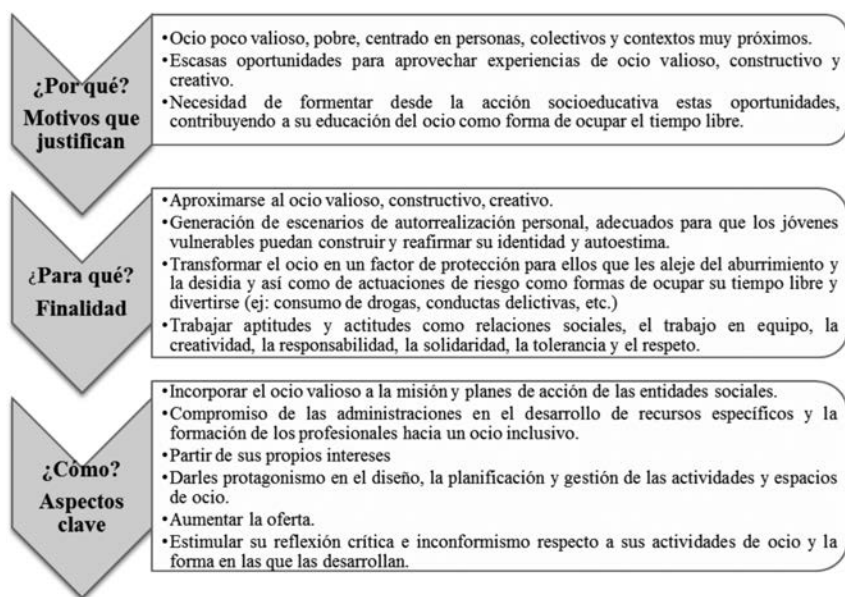 ¿Por qué?
Motivos que
justifican
•Ocio poco valioso, pobre, centrado en personas, colectivos y contextos muy próximos.
•Escasas oportunidades para aprovechar experiencias de ocio valioso, constructivo y
creativo.
•Necesidad de formentar desde la acción socioeducativa estas oportunidades,
contribuyendo a su educación del ocio como forma de ocupar el tiempo libre.
¿Para qué?
Finalidad
•Aproximarse al ocio valioso, constructivo, creativo.
•Generación de escenarios de autorrealización personal, adecuados para que los jóvenes
vulnerables puedan construir y reafirmar su identidad y autoestima.
•Transformar el ocio en un factor de protección para ellos que les aleje del aburrimiento y
la desidia y así como de actuaciones de riesgo como formas de ocupar su tiempo libre y
divertirse (ej: consumo de drogas, conductas delictivas, etc.)
•Trabajar aptitudes y actitudes como relaciones sociales, el trabajo en equipo, la
creatividad, la responsabilidad, la solidaridad, la tolerancia y el respeto.
¿Cómo?
Aspectos
clave
•Incorporar el ocio valioso a la misión y planes de acción de las entidades sociales.
•Compromiso de las administraciones en el desarrollo de recursos específicos y la
formación de los profesionales hacia un ocio inclusivo.
•Partir de sus propios intereses
•Darles protagonismo en el diseño, la planificación y gestión de las actividades y espacios
de ocio.
•Aumentar la oferta.
•Estimular su reflexión crítica e inconformismo respecto a sus actividades de ocio y la
forma en las que las desarrollan.